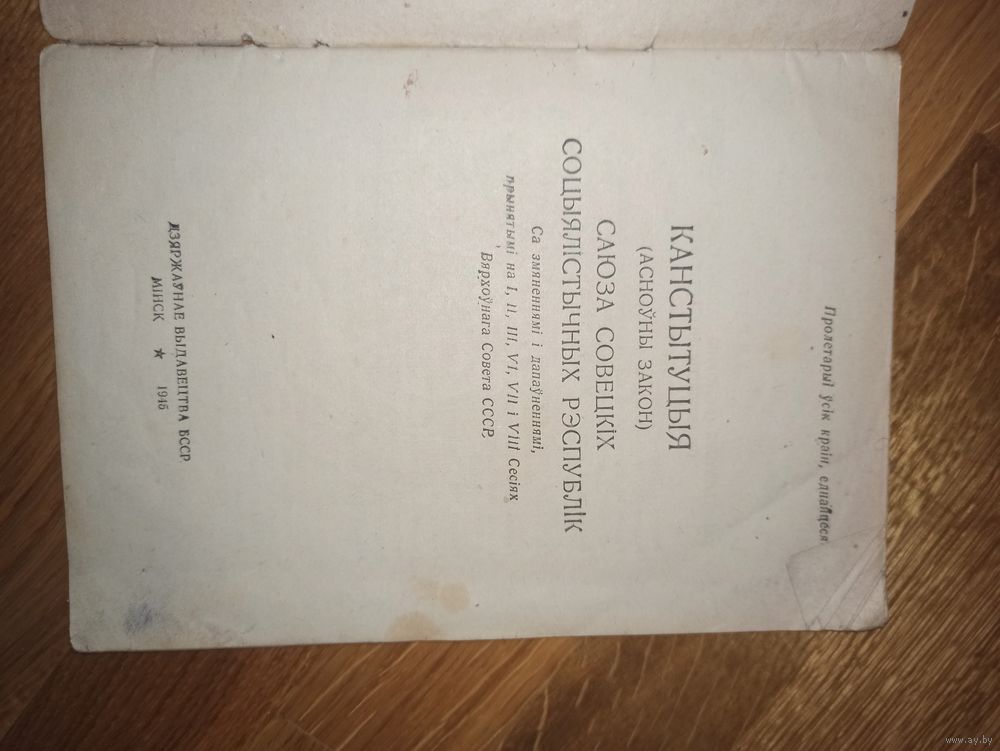 Пролетарыі ўсіх краін, еднайцеся
КАНСТЫТУЦЫЯ
(АСНОЎНЫ ЗАКОН)
САЮЗА СОВЕЦКІХ
СОЦЫЯЛІСТЫЧНЫХ РЭСПУБЛІК
Са змяненнямі і дапаўненнямі,
прынятымі на I, II, III, VI, VII і VIII Сесіях
Вярхоўнага Совета СССР.
ДЗЯРЖАЎНАЕ ВЫДАВЕЦТВА БССР
МІНСК ★ 1945
www.ay.by